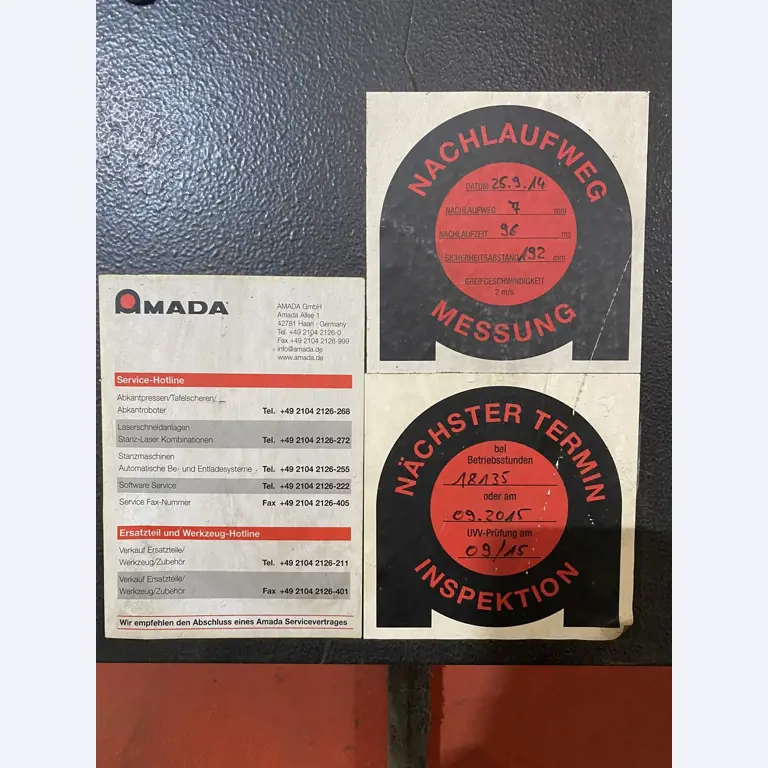 AMADA
AMADA GmbH
Amada Allee 1
42781 Haan · Germany
Tel. +49 2104 2126-0
Fax +49 2104 2126-999
info@amada.de
www.amada.de
Service-Hotline
Abkantpressen/Tafelscheren/
Abkantroboter Tel. +49 2104 2126-268
Laserschneidanlagen
Stanz-Laser Kombinationen Tel. +49 2104 2126-272
Stanzmaschinen
Automatische Be- und Entladesysteme Tel. +49 2104 2126-255
Software Service Tel. +49 2104 2126-222
Service Fax-Nummer Fax +49 2104 2126-405
Ersatzteil und Werkzeug-Hotline
Verkauf Ersatzteile/
Werkzeug/Zubehör Tel. +49 2104 2126-211
Verkauf Ersatzteile/
Werkzeug/Zubehör Fax +49 2104 2126-401
Wir empfehlen den Abschluss eines Amada Servicevertrages
NACHLAUFWEG
DATUM 26.9.14
NACHLAUFWEG 7 mm
NACHLAUFZEIT 96 ms
SICHERHEITSABSTAND 192 mm
GREIFGESCHWINDIGKEIT
2 m/s
MESSUNG
NÄCHSTER TERMIN
bei
Betriebsstunden
18135
oder am
09.2015
UVV-Prüfung am
09/15
INSPEKTION